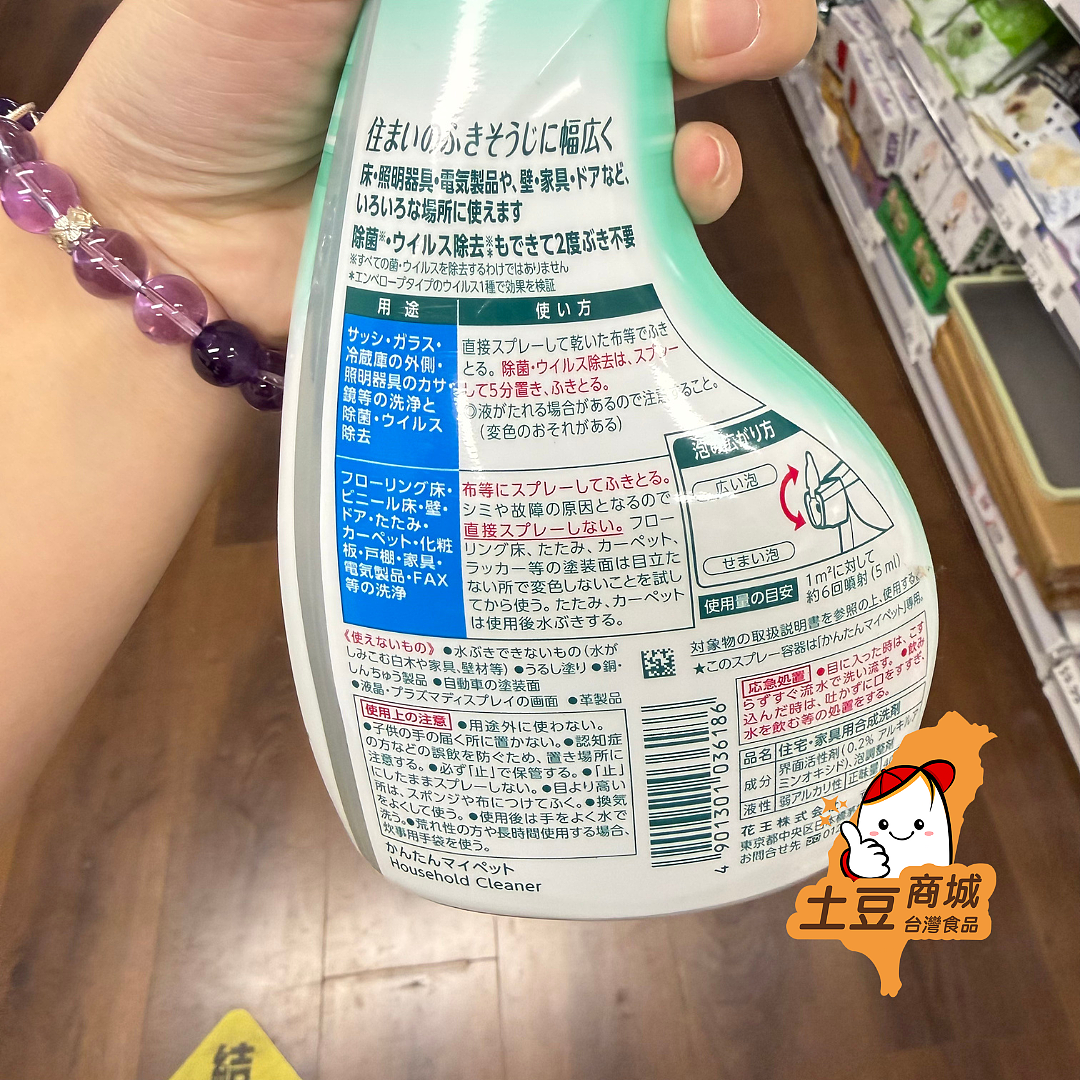 住まいのふきそうじに幅広く
床・照明器具・電気製品や、壁・家具・ドアなど、
いろいろな場所に使えます
除菌※・ウイルス除去※もできて2度ぶき不要
※すべての菌・ウイルスを除去するわけではありません
*エンベロープタイプのウイルス1種で効果を検証
用途
使い方
サッシ・ガラス・
冷蔵庫の外側・
照明器具のカサ・
鏡等の洗浄と
除菌・ウイルス
除去
直接スプレーして乾いた布等でふき
とる。除菌・ウイルス除去は、スプレー
して5分置き、ふきとる。
◎液がたれる場合があるので注意すること。
(変色のおそれがある)
フローリング床・
ビニール床・壁・
ドア・たたみ・
カーペット・化粧
板・戸棚・家具・
電気製品・FAX
等の洗浄
布等にスプレーしてふきとる。
シミや故障の原因となるので
直接スプレーしない。フロー
リング床、たたみ、カーペット、
ラッカー等の塗装面は目立た
ない所で変色しないことを試し
てから使う。たたみ、カーペット
は使用後水ぶきする。
泡の広がり方
広い泡
せまい泡
使用量の目安
1m²に対して
約6回噴射(5ml)
対象物の取扱説明書を参照の上、使用する
★このスプレー容器は「かんたんマイペット」専用。
《使えないもの》●水ぶきできないもの(水が
しみこむ白木や家具、壁材等)●うるし塗り●銅・
しんちゅう製品●自動車の塗装面
●液晶・プラズマディスプレイの画面 ●革製品
使用上の注意 ●用途外に使わない。
●子供の手の届く所に置かない。●認知症
の方などの誤飲を防ぐため、置き場所に
注意する。●必ず「止」で保管する。●「止」
にしたままスプレーしない。●目より高い
所は、スポンジや布につけてふく。●換気
をよくして使う。●使用後は手をよく水で
洗う。●荒れ性の方や長時間使用する場合、
炊事用手袋を使う。
かんたんマイペット
Household Cleaner
4 901301 036186
応急処置 ●目に入った時は、こす
らずすぐ流水で洗い流す。●飲み
込んだ時は、吐かずに口をすすぎ、
水を飲む等の処置をする。
品名 住宅・家具用合成洗剤
成分 界面活性剤(0.2% アルキルア
ミンオキシド)、泡調整剤
液性 弱アルカリ性 正味量
花王株式会社
東京都中央区日本橋
お問合せ先
土豆商城
台灣食品
結